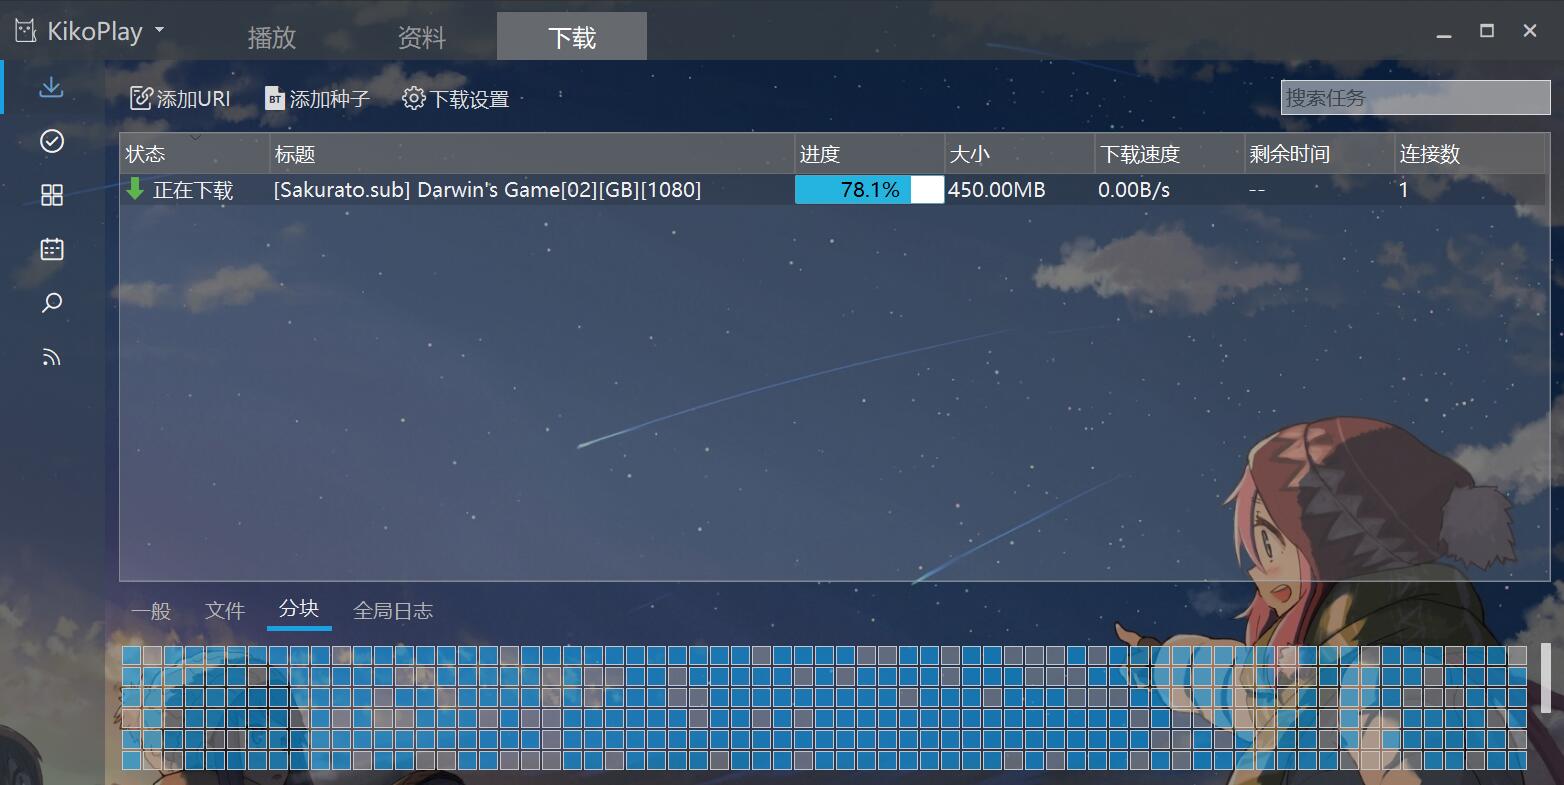 KikoPlay
播放 资料 下载
添加URI BT 添加种子 下载设置 搜索任务
状态 标题 进度 大小 下载速度 剩余时间 连接数
正在下载 [Sakurato.sub] Darwin's Game[02][GB][1080] 78.1% 450.00MB 0.00B/s -- 1
一般 文件 分块 全局日志